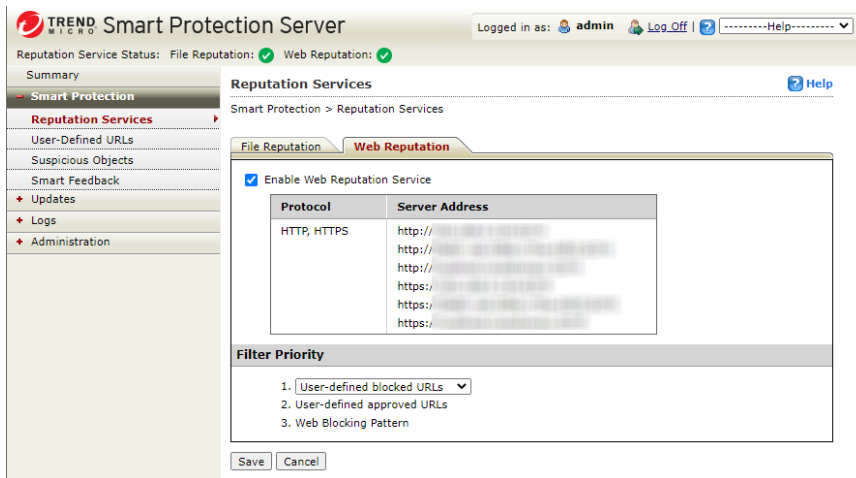 TREND MICRO Smart Protection Server
Logged in as: admin Log Off | ---------Help---------
Reputation Service Status: File Reputation: Web Reputation:
Summary
Smart Protection
Reputation Services
User-Defined URLs
Suspicious Objects
Smart Feedback
Updates
Logs
Administration
Reputation Services
Help
Smart Protection > Reputation Services
File Reputation
Web Reputation
Enable Web Reputation Service
Protocol Server Address
HTTP, HTTPS http://
http://
http://
https:/
https:/
https:/
Filter Priority
1. User-defined blocked URLs
2. User-defined approved URLs
3. Web Blocking Pattern
Save Cancel